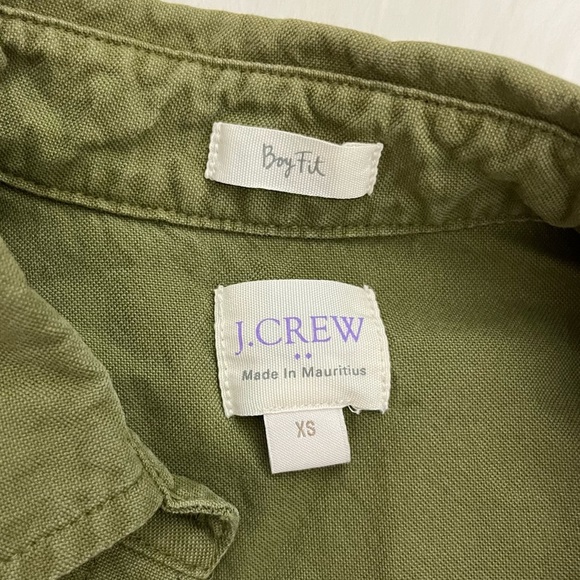 Boy Fit
J.CREW
Made In Mauritius
XS